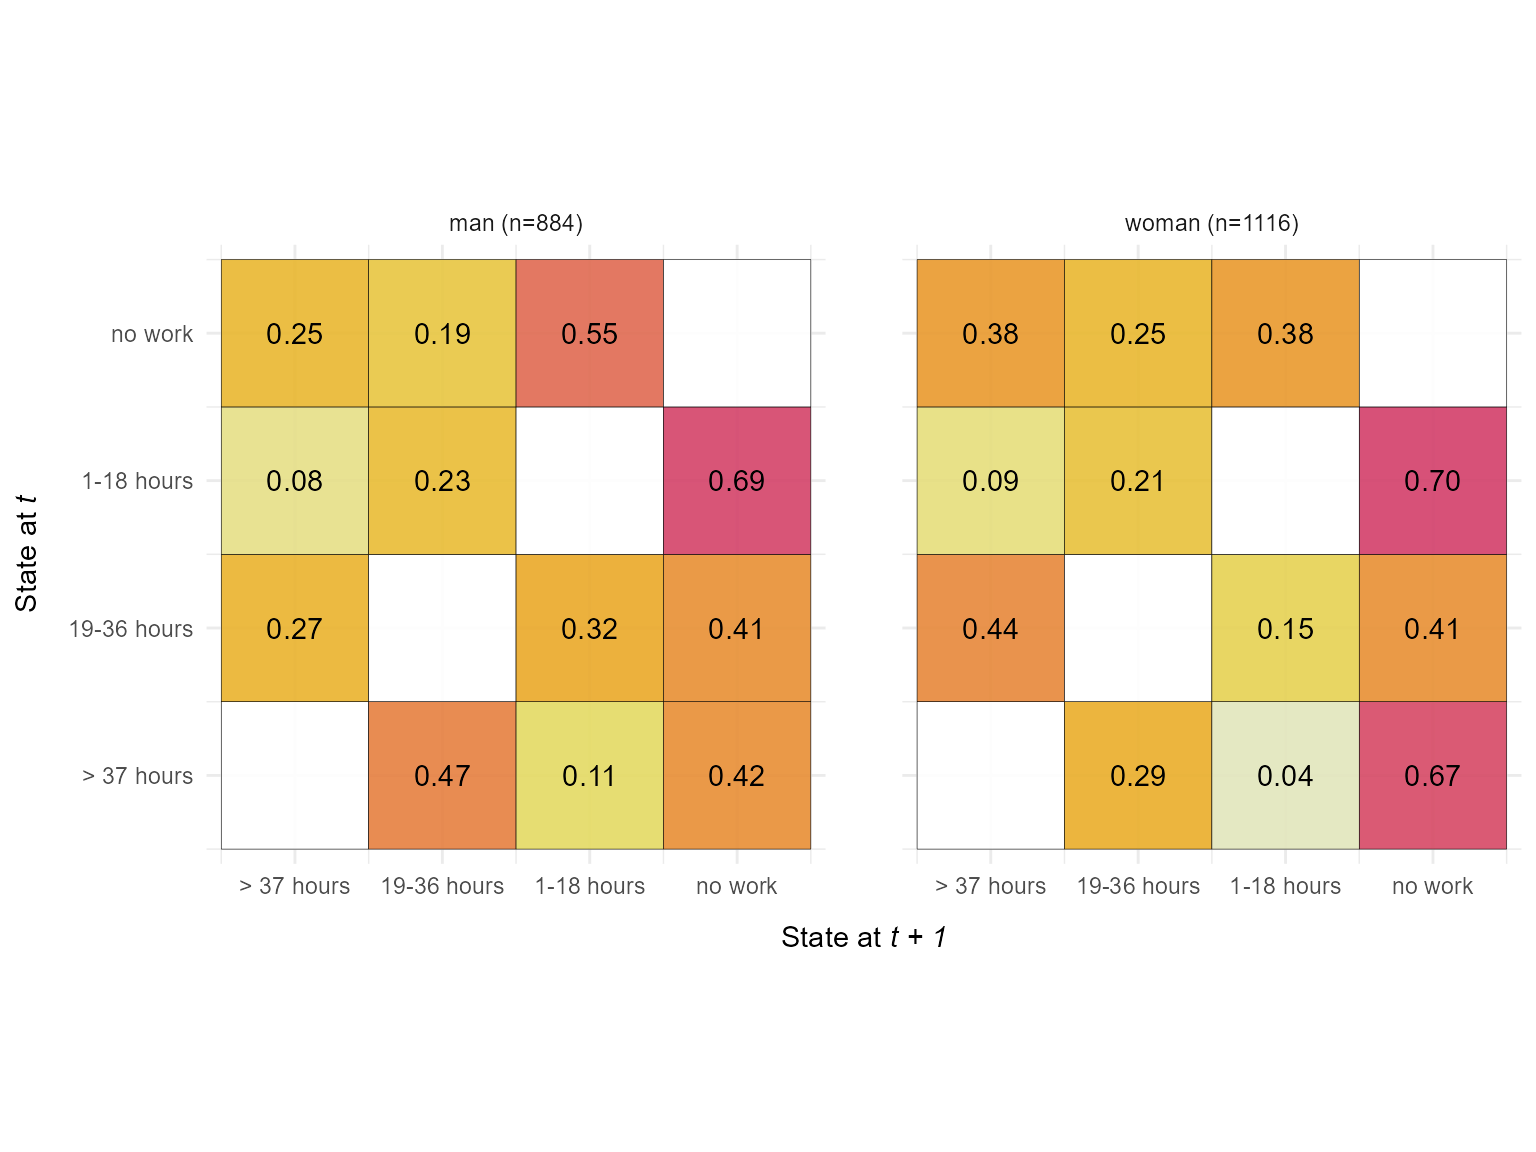 man (n=884)
woman (n=1116)
State at t
no work
0.25 0.19 0.55
0.38 0.25 0.38
1-18 hours
0.08 0.23 0.69
0.09 0.21 0.70
19-36 hours
0.27 0.32 0.41
0.44 0.15 0.41
> 37 hours
0.47 0.11 0.42
0.29 0.04 0.67
> 37 hours 19-36 hours 1-18 hours no work
> 37 hours 19-36 hours 1-18 hours no work
State at t + 1